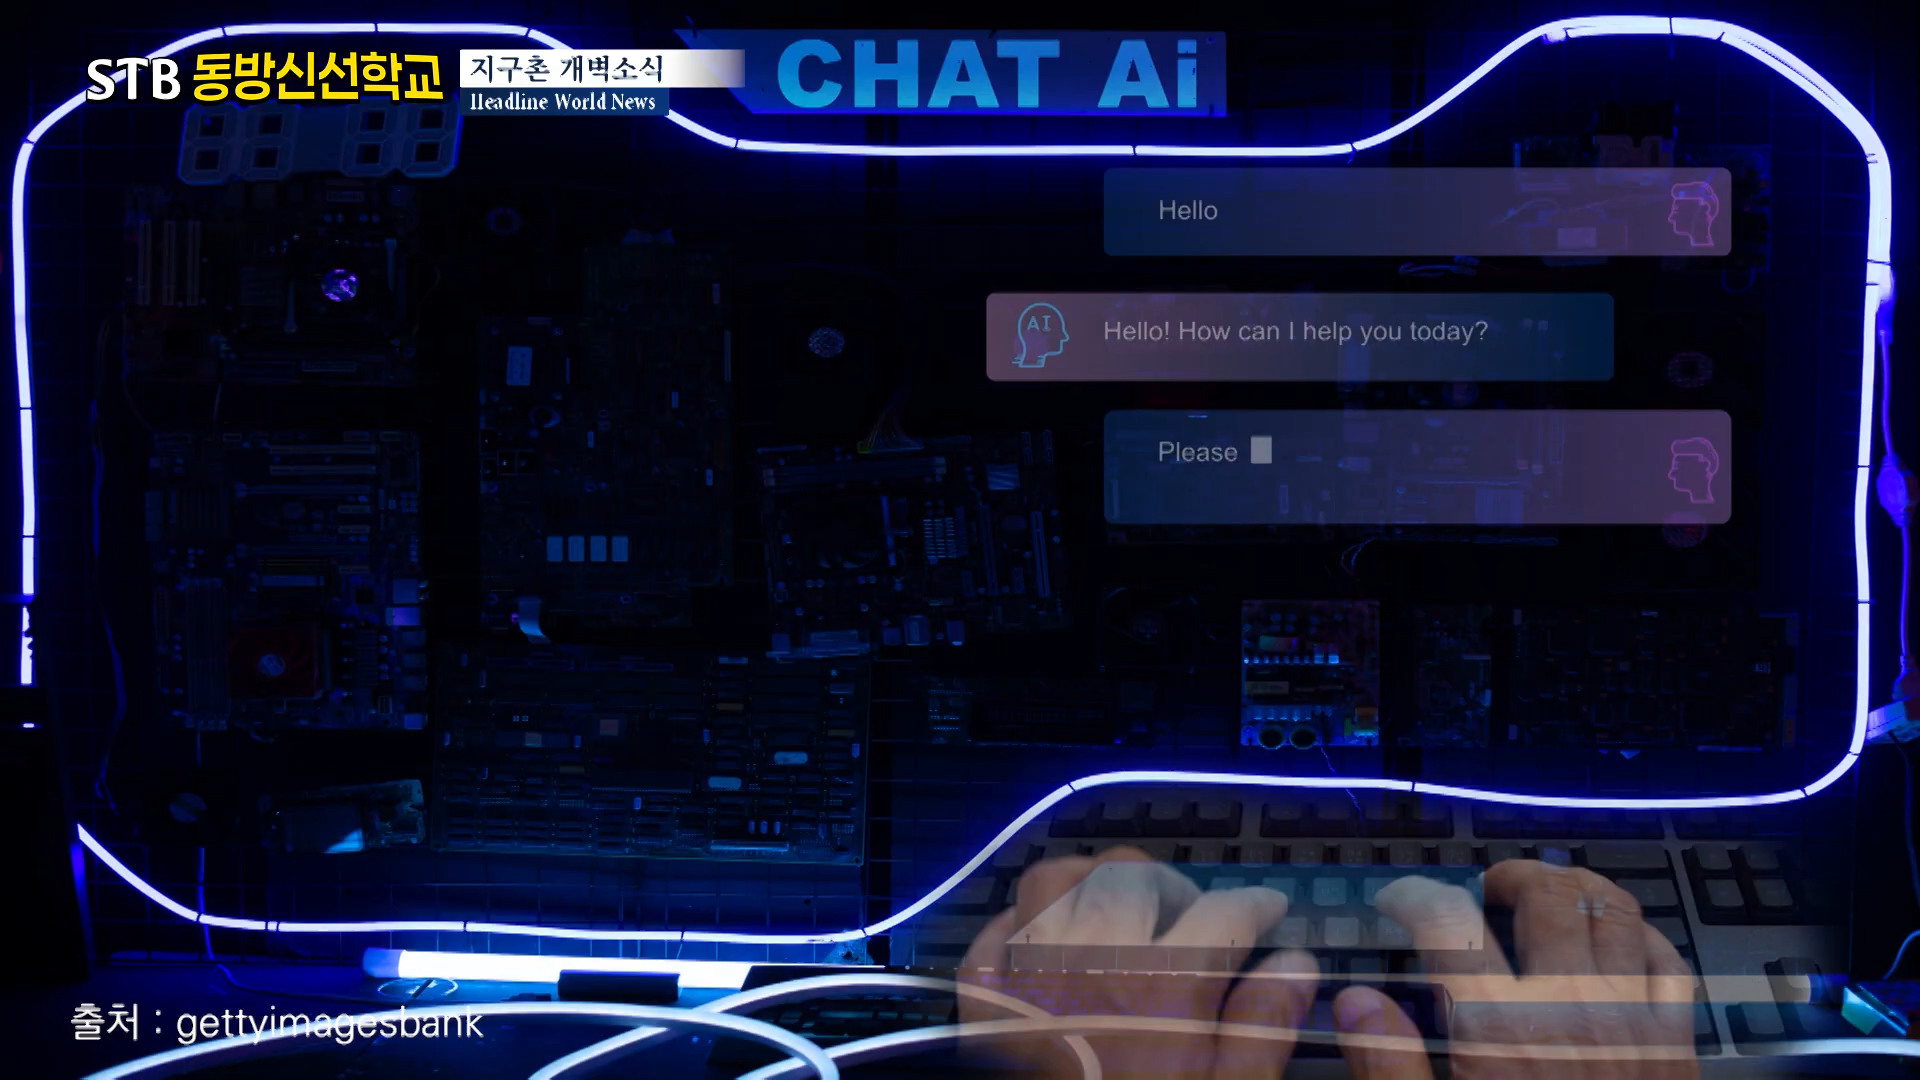 STB 동방신선학교
지구촌 개벽소식
Headline World News
CHAT Ai
Hello
AI
Hello! How can I help you today?
Please
출처 : gettyimagesbank